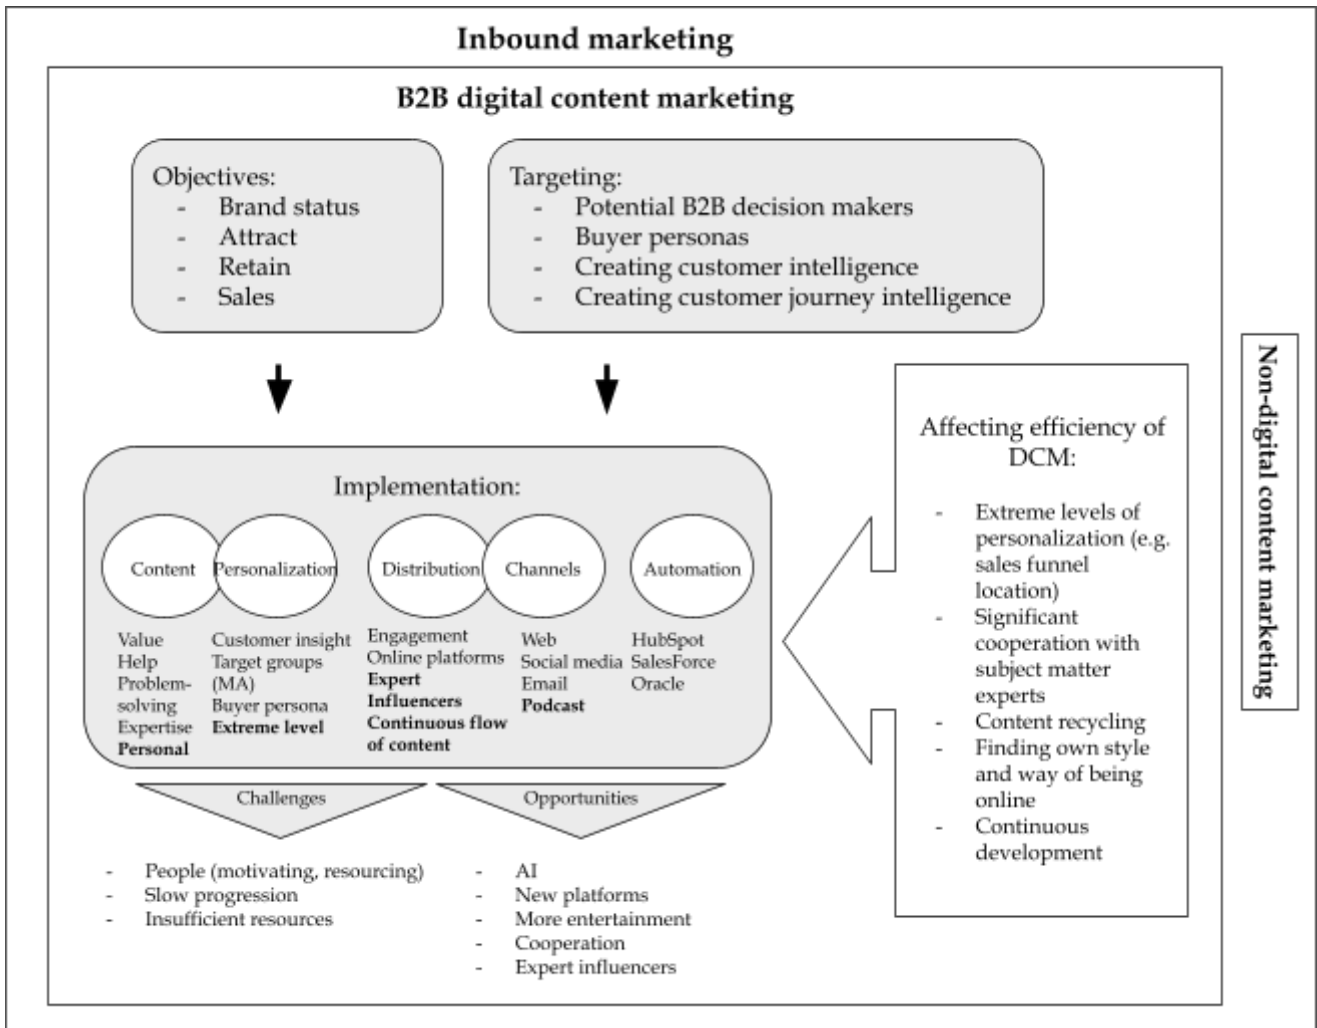 Inbound marketing
B2B digital content marketing
Objectives:
- Brand status
- Attract
- Retain
- Sales
Targeting:
- Potential B2B decision makers
- Buyer personas
- Creating customer intelligence
- Creating customer journey intelligence
Implementation:
Content
Personalization
Distribution
Channels
Automation
Value
Help
Problem-
solving
Expertise
Personal
Customer insight
Target groups
(MA)
Buyer persona
Extreme level
Engagement
Online platforms
Expert
Influencers
Continuous flow
of content
Web
Social media
Email
Podcast
HubSpot
SalesForce
Oracle
Challenges
- People (motivating, resourcing)
- Slow progression
- Insufficient resources
Opportunities
- AI
- New platforms
- More entertainment
- Cooperation
- Expert influencers
Affecting efficiency of
DCM:
- Extreme levels of
personalization (e.g.
sales funnel
location)
- Significant
cooperation with
subject matter
experts
- Content recycling
- Finding own style
and way of being
online
- Continuous
development
Non-digital content marketing